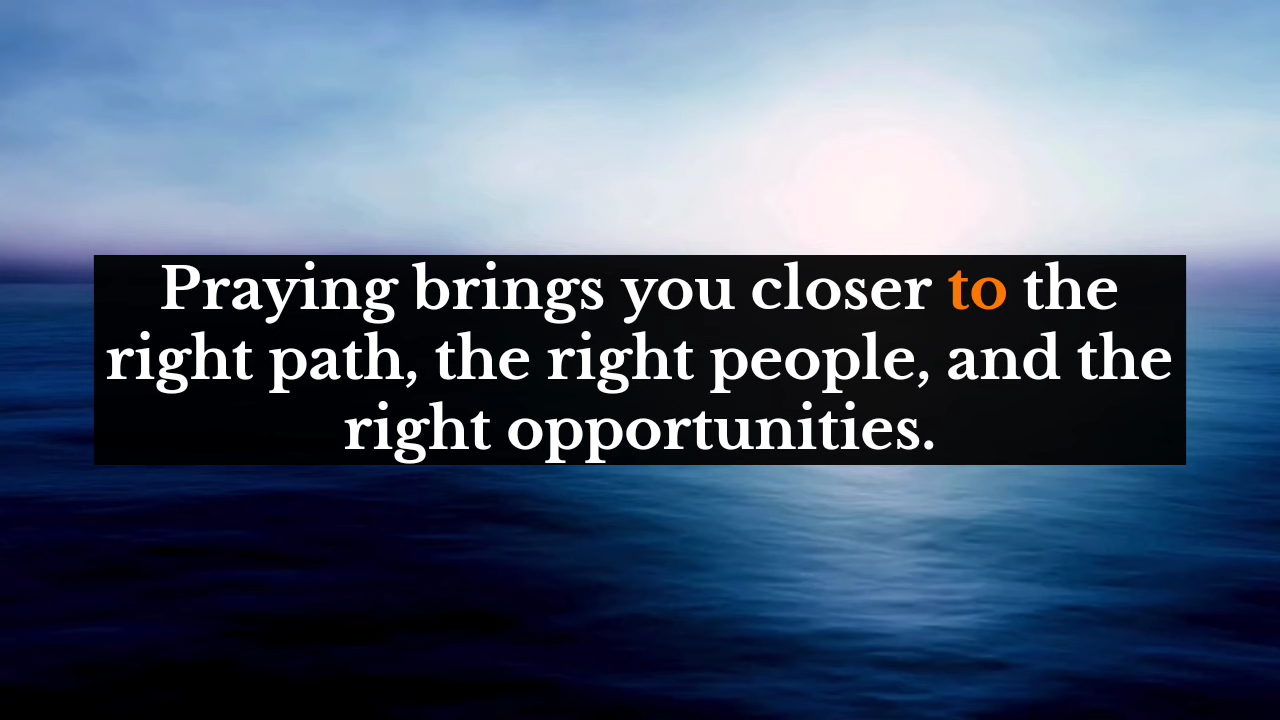 Praying brings you closer to the
right path, the right people, and the
right opportunities.